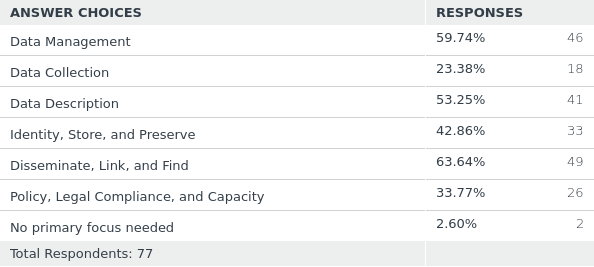 ANSWER CHOICES RESPONSES
Data Management 59.74% 46
Data Collection 23.38% 18
Data Description 53.25% 41
Identity, Store, and Preserve 42.86% 33
Disseminate, Link, and Find 63.64% 49
Policy, Legal Compliance, and Capacity 33.77% 26
No primary focus needed 2.60% 2
Total Respondents: 77